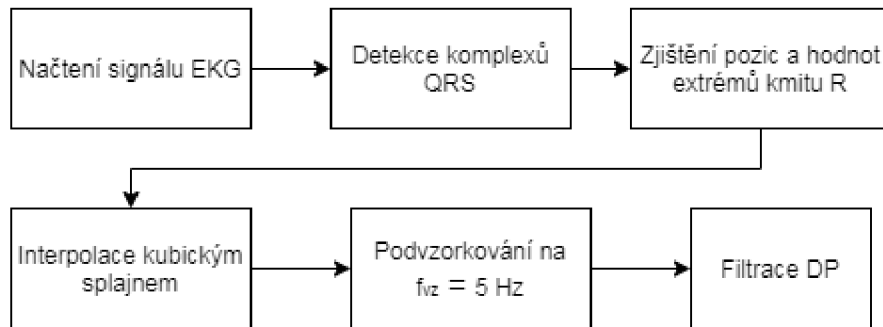 Načtení signálu EKG
Detekce komplexů
QRS
Zjištění pozic a hodnot
extrémů kmitu R
Interpolace kubickým
splajnem
Podvzorkování na
fvz = 5 Hz
Filtrace DP